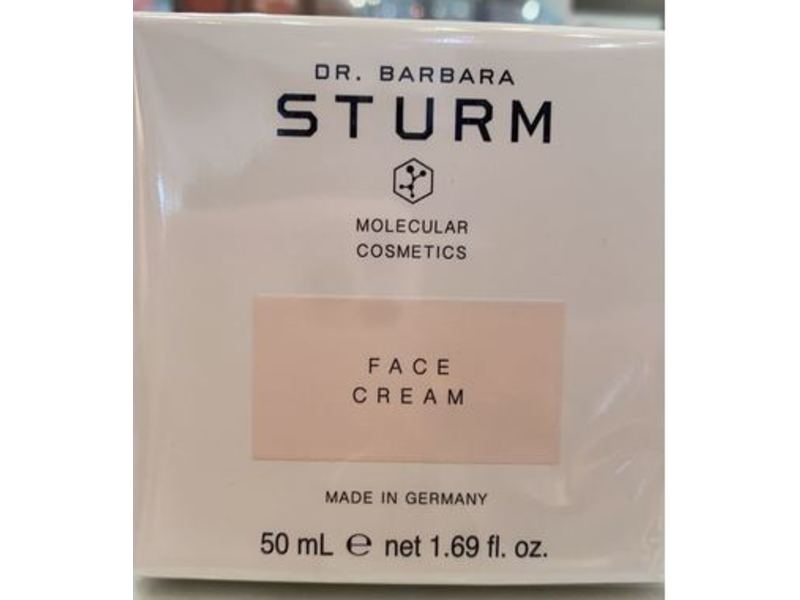 DR. BARBARA
STURM
MOLECULAR
COSMETICS
FACE
CREAM
MADE IN GERMANY
50 mL ℮ net 1.69 fl. oz.